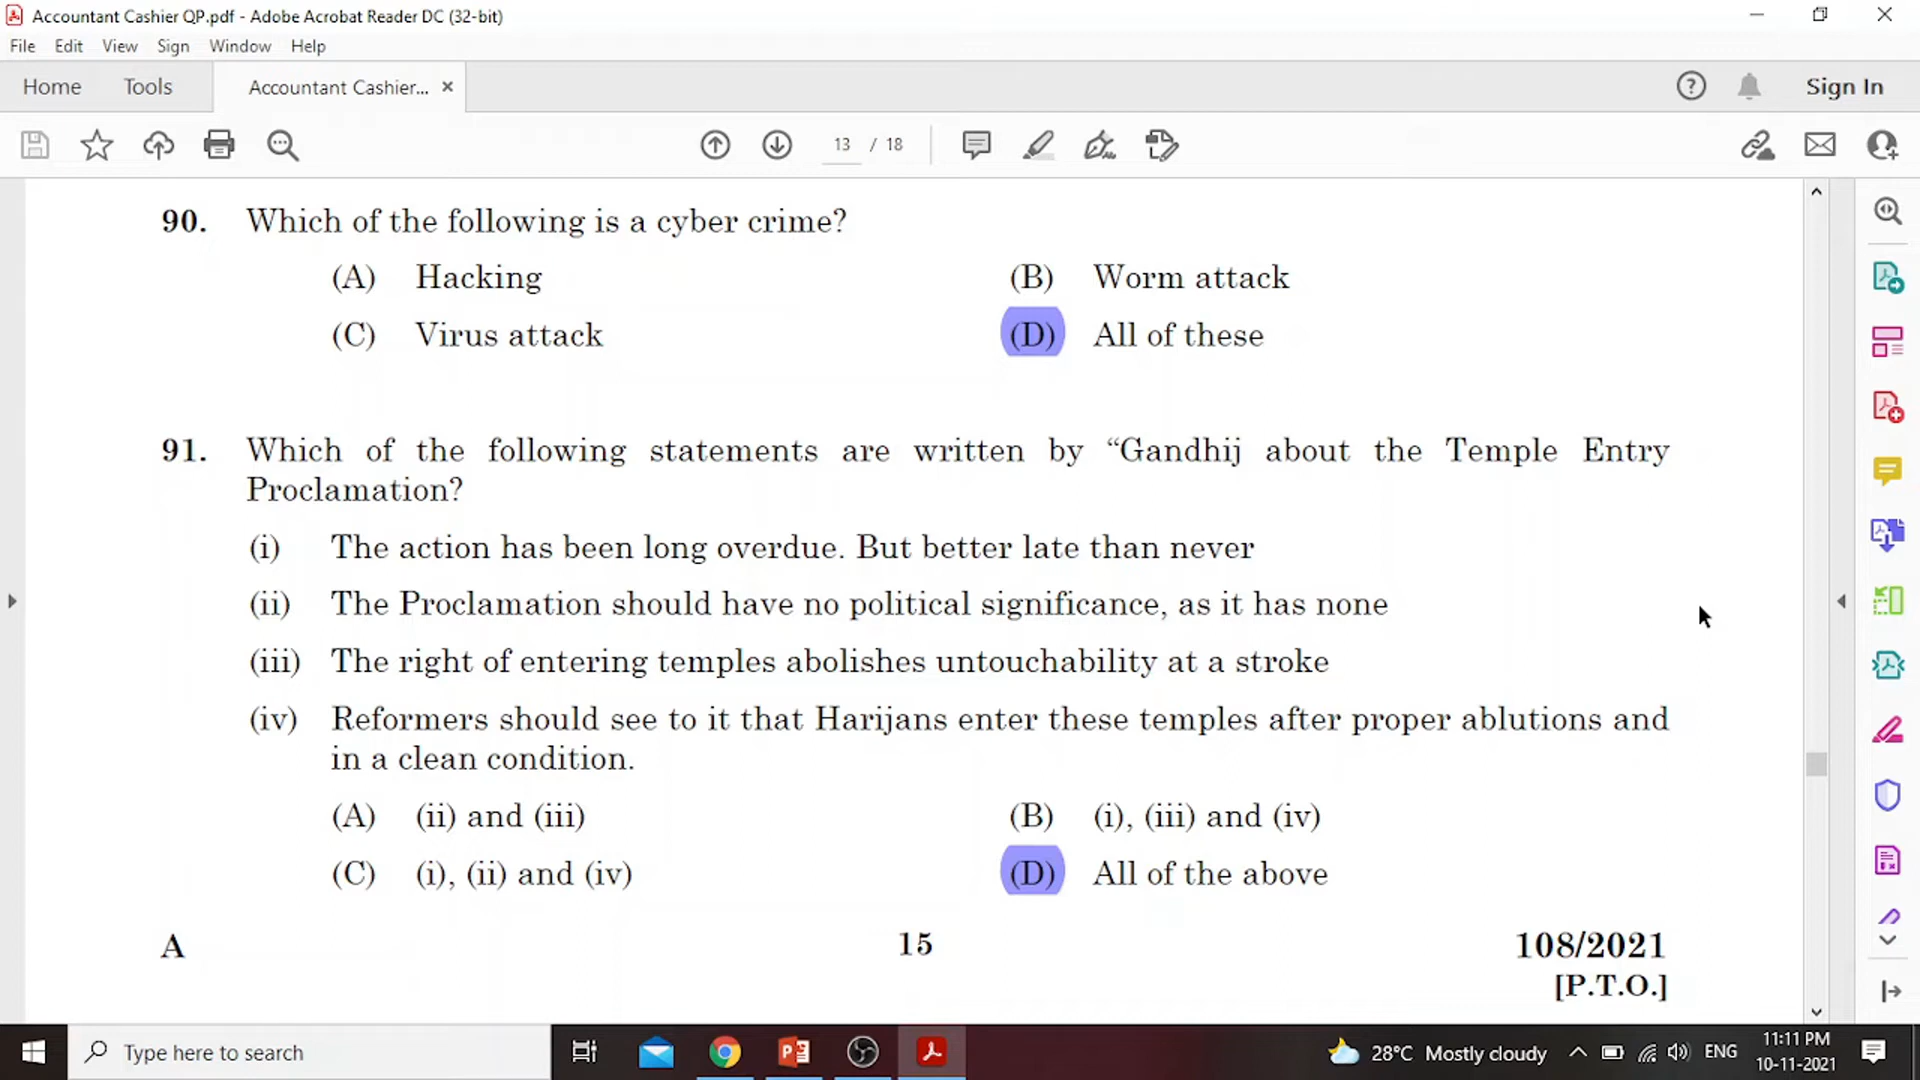 Accountant Cashier QP.pdf - Adobe Acrobat Reader DC (32-bit)
File Edit View Sign Window Help
Home Tools Accountant Cashier... × Sign In
13 / 18
90. Which of the following is a cyber crime?
(A) Hacking (B) Worm attack
(C) Virus attack (D) All of these
91. Which of the following statements are written by “Gandhij about the Temple Entry
Proclamation?
(i) The action has been long overdue. But better late than never
(ii) The Proclamation should have no political significance, as it has none
(iii) The right of entering temples abolishes untouchability at a stroke
(iv) Reformers should see to it that Harijans enter these temples after proper ablutions and
in a clean condition.
(A) (ii) and (iii) (B) (i), (iii) and (iv)
(C) (i), (ii) and (iv) (D) All of the above
A 15 108/2021
[P.T.O.]
Type here to search 28°C Mostly cloudy ENG 11:11 PM
10-11-2021